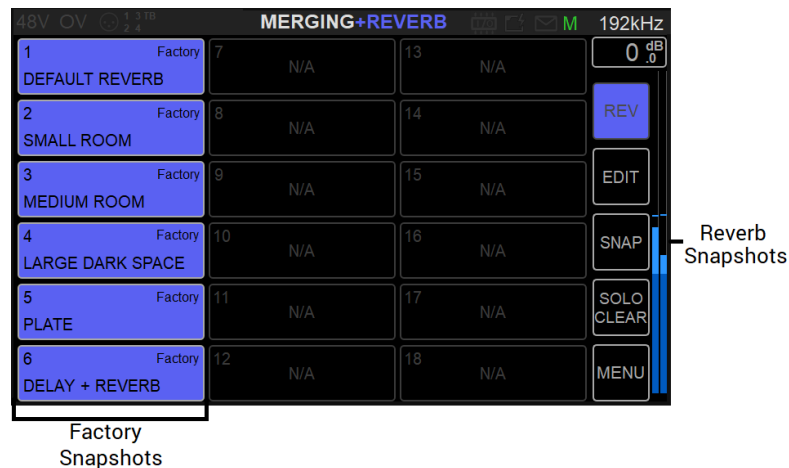 48V OV 1 3 TB
2 4
MERGING+REVERB
M 192kHz
0 dB
.0
1 Factory
DEFAULT REVERB
2 Factory
SMALL ROOM
3 Factory
MEDIUM ROOM
4 Factory
LARGE DARK SPACE
5 Factory
PLATE
6 Factory
DELAY + REVERB
7
N/A
8
N/A
9
N/A
10
N/A
11
N/A
12
N/A
13
N/A
14
N/A
15
N/A
16
N/A
17
N/A
18
N/A
REV
EDIT
SNAP
SOLO
CLEAR
MENU
Reverb
Snapshots
Factory
Snapshots